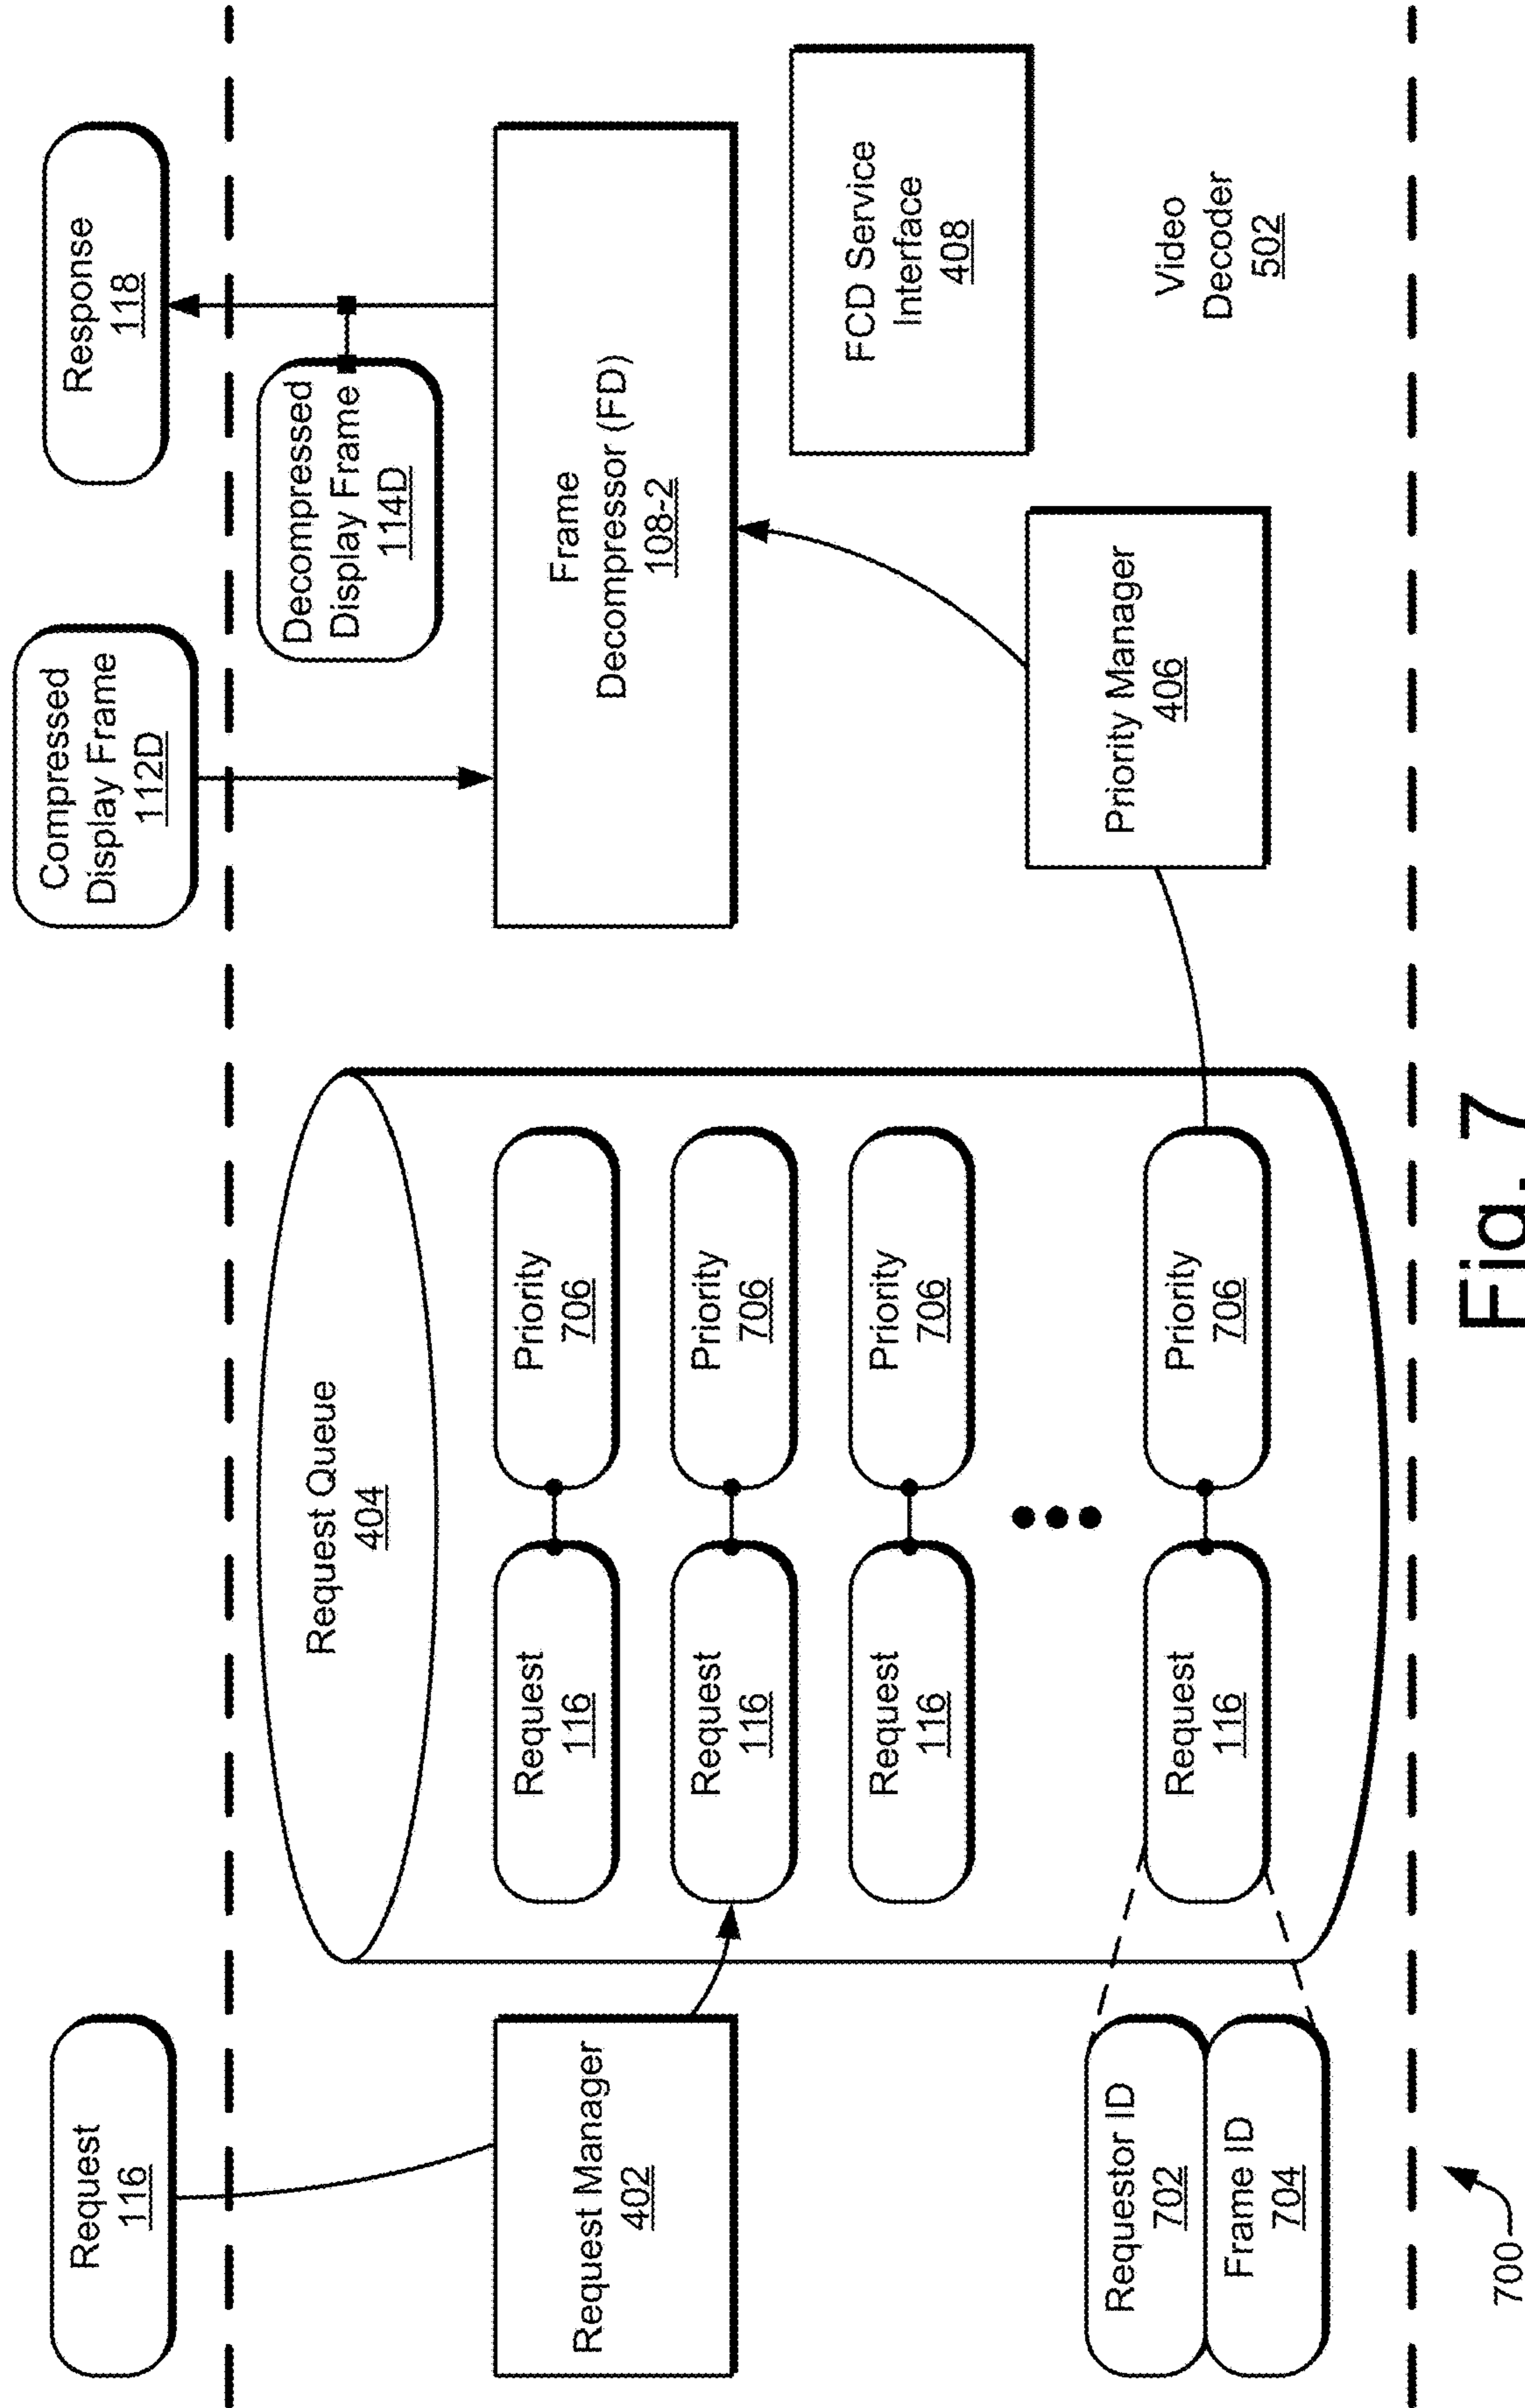 Request
116
Compressed
Display Frame
112D
Response
118
Request Manager
402
Request Queue
404
Request
116
Priority
706
Request
116
Priority
706
Request
116
Priority
706
Request
116
Priority
706
Requestor ID
702
Frame ID
704
Decompressed
Display Frame
114D
Frame
Decompressor (FD)
108-2
Priority Manager
406
FCD Service
Interface
408
Video
Decoder
502
700
Fig. 7